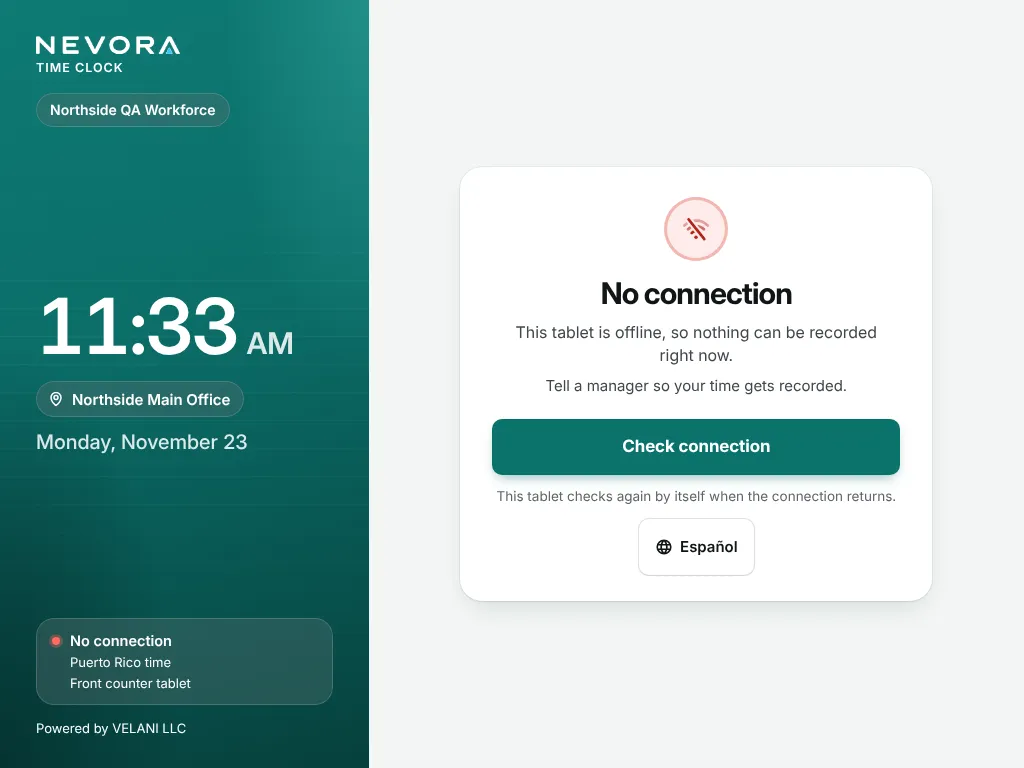 NEVORA
TIME CLOCK
Northside QA Workforce
11:33 AM
Northside Main Office
Monday, November 23
No connection
Puerto Rico time
Front counter tablet
Powered by VELANI LLC
No connection
This tablet is offline, so nothing can be recorded
right now.
Tell a manager so your time gets recorded.
Check connection
This tablet checks again by itself when the connection returns.
Español